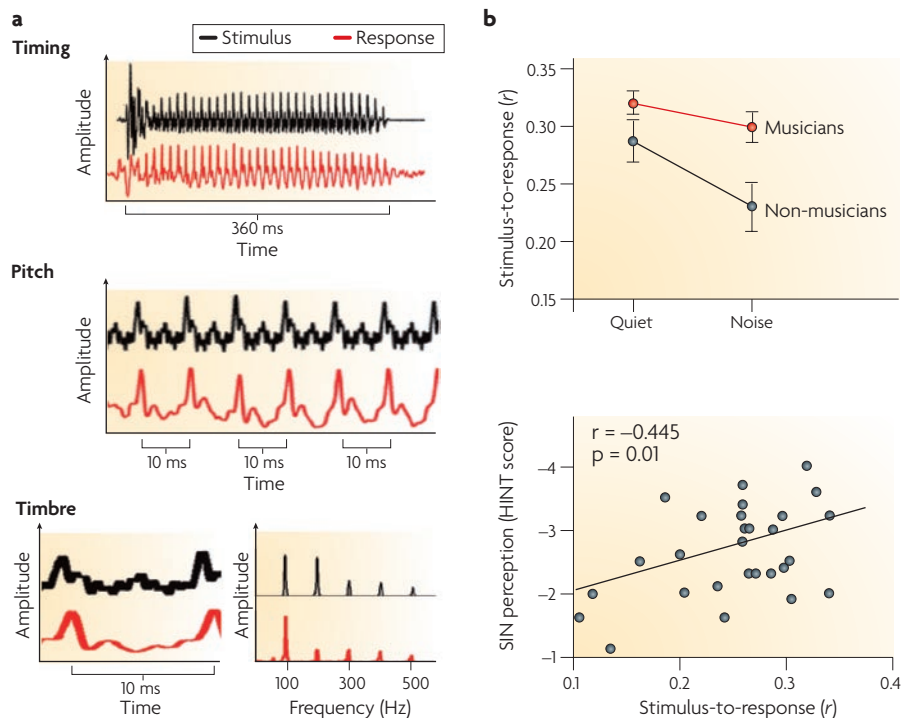 a
Stimulus Response
Timing
Amplitude
360 ms
Time
Pitch
Amplitude
10 ms 10 ms 10 ms
Time
Timbre
Amplitude
10 ms
Time
Amplitude
100 300 500
Frequency (Hz)
b
Stimulus-to-response (r)
0.35
0.30
0.25
0.20
0.15
Musicians
Non-musicians
Quiet Noise
SIN perception (HINT score)
r = –0.445
p = 0.01
–4
–3
–2
–1
0.1 0.2 0.3 0.4
Stimulus-to-response (r)